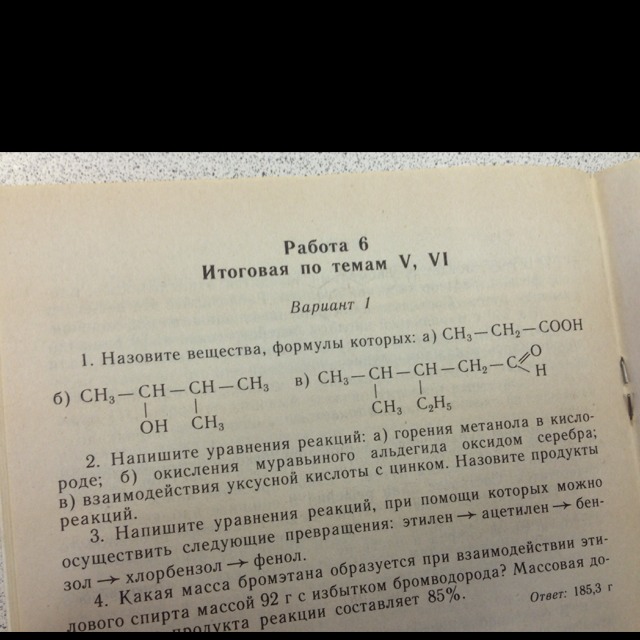 Работа 6
Итоговая по темам V, VI
Вариант 1
1. Назовите вещества, формулы которых: а) CH₃—CH₂—COOH
б) CH₃—CH—CH—CH₃ в) CH₃—CH—CH—CH₂—C
O
H
| | | |
OH CH₃ CH₃ C₂H₅
2. Напишите уравнения реакций: а) горения метанола в кисло-
роде; б) окисления муравьиного альдегида оксидом серебра;
в) взаимодействия уксусной кислоты с цинком. Назовите продукты
реакций.
3. Напишите уравнения реакций, при помощи которых можно
осуществить следующие превращения: этилен → ацетилен → бен-
зол → хлорбензол → фенол.
4. Какая масса бромэтана образуется при взаимодействии эти-
лового спирта массой 92 г с избытком бромводорода? Массовая до-
продукта реакции составляет 85%.
Ответ: 185,3 г